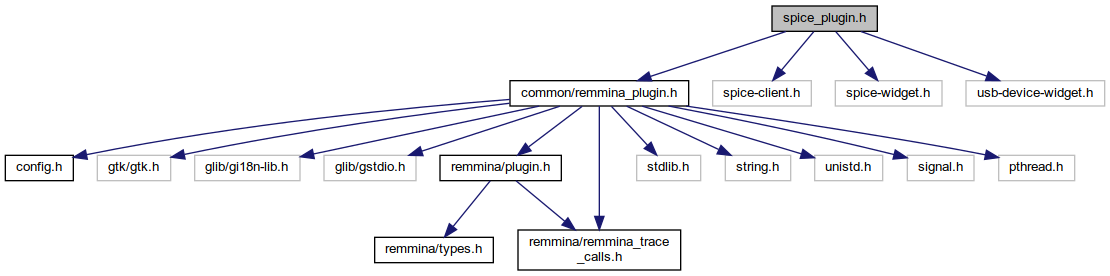 spice_plugin.h
common/remmina_plugin.h
spice-client.h
spice-widget.h
usb-device-widget.h
config.h
gtk/gtk.h
glib/gi18n-lib.h
glib/gstdio.h
remmina/plugin.h
stdlib.h
string.h
unistd.h
signal.h
pthread.h
remmina/types.h
remmina/remmina_trace
_calls.h